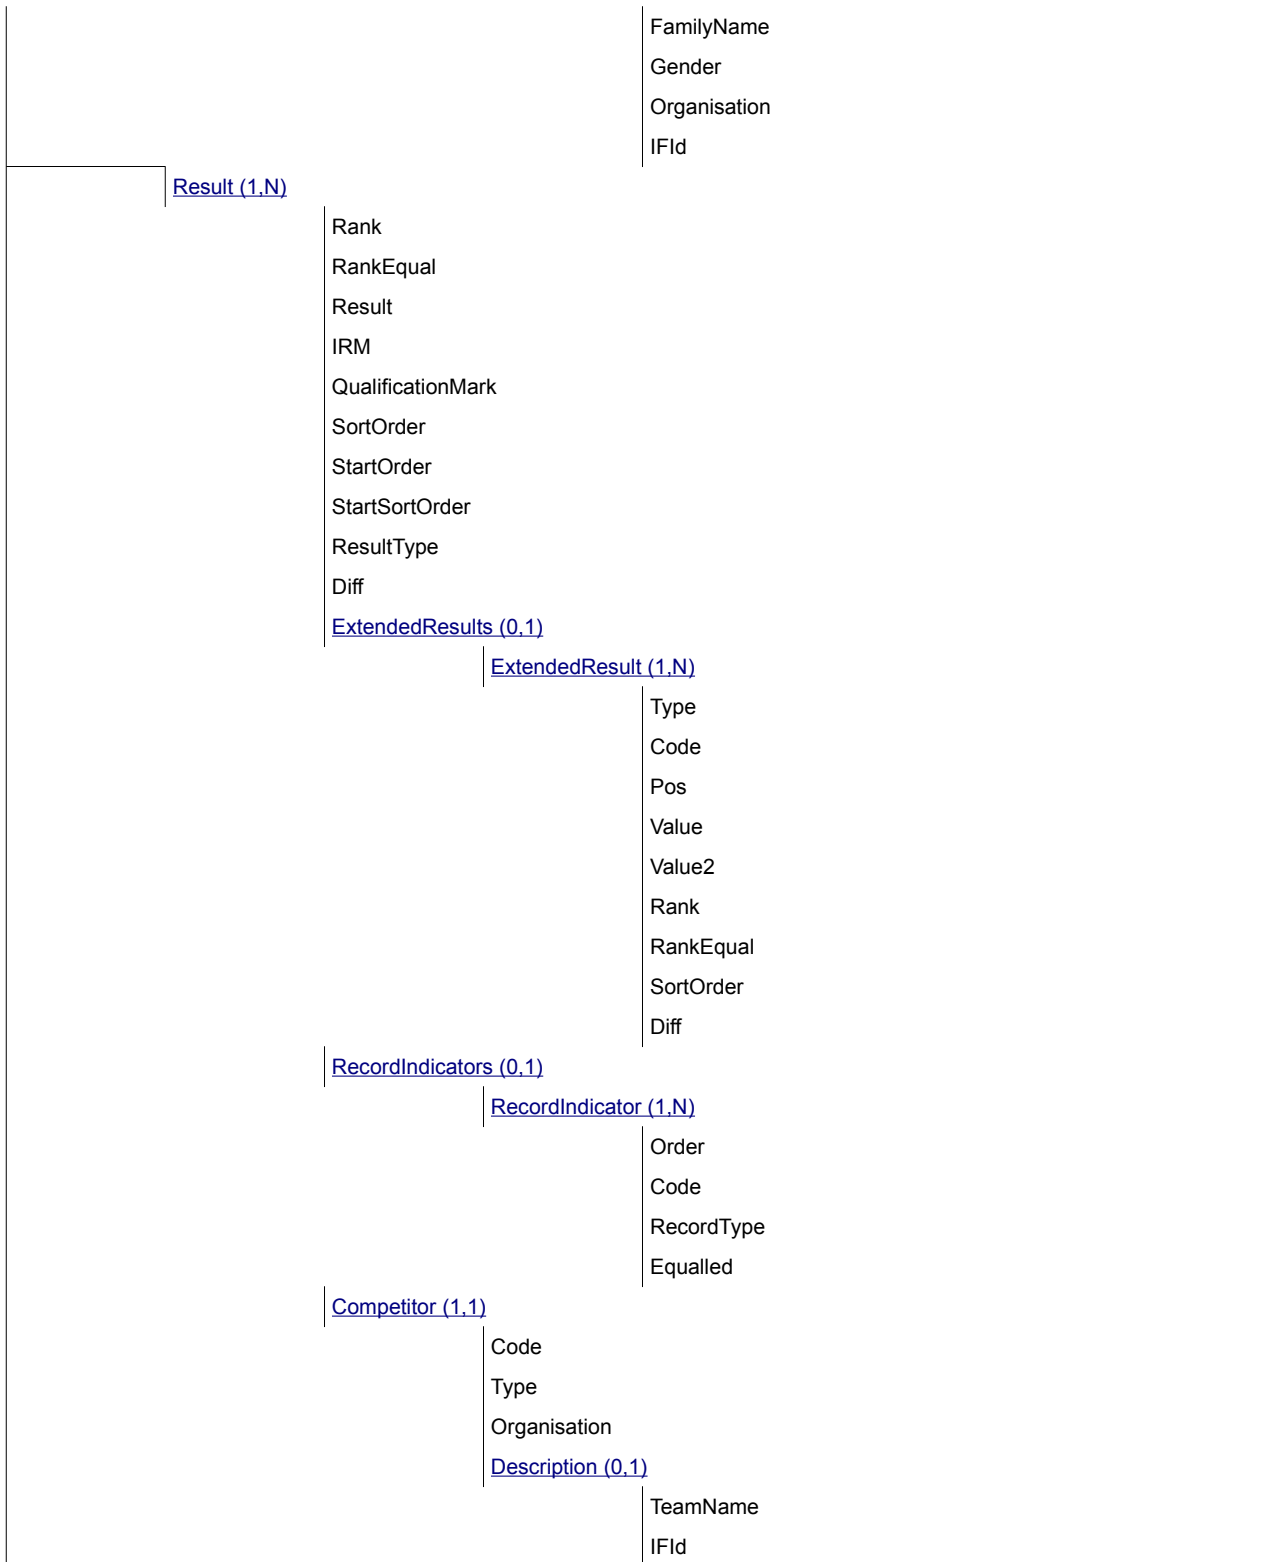 FamilyName
Gender
Organisation
IFId
Result (1,N)
Rank
RankEqual
Result
IRM
QualificationMark
SortOrder
StartOrder
StartSortOrder
ResultType
Diff
ExtendedResults (0,1)
ExtendedResult (1,N)
Type
Code
Pos
Value
Value2
Rank
RankEqual
SortOrder
Diff
RecordIndicators (0,1)
RecordIndicator (1,N)
Order
Code
RecordType
Equalled
Competitor (1,1)
Code
Type
Organisation
Description (0,1)
TeamName
IFId